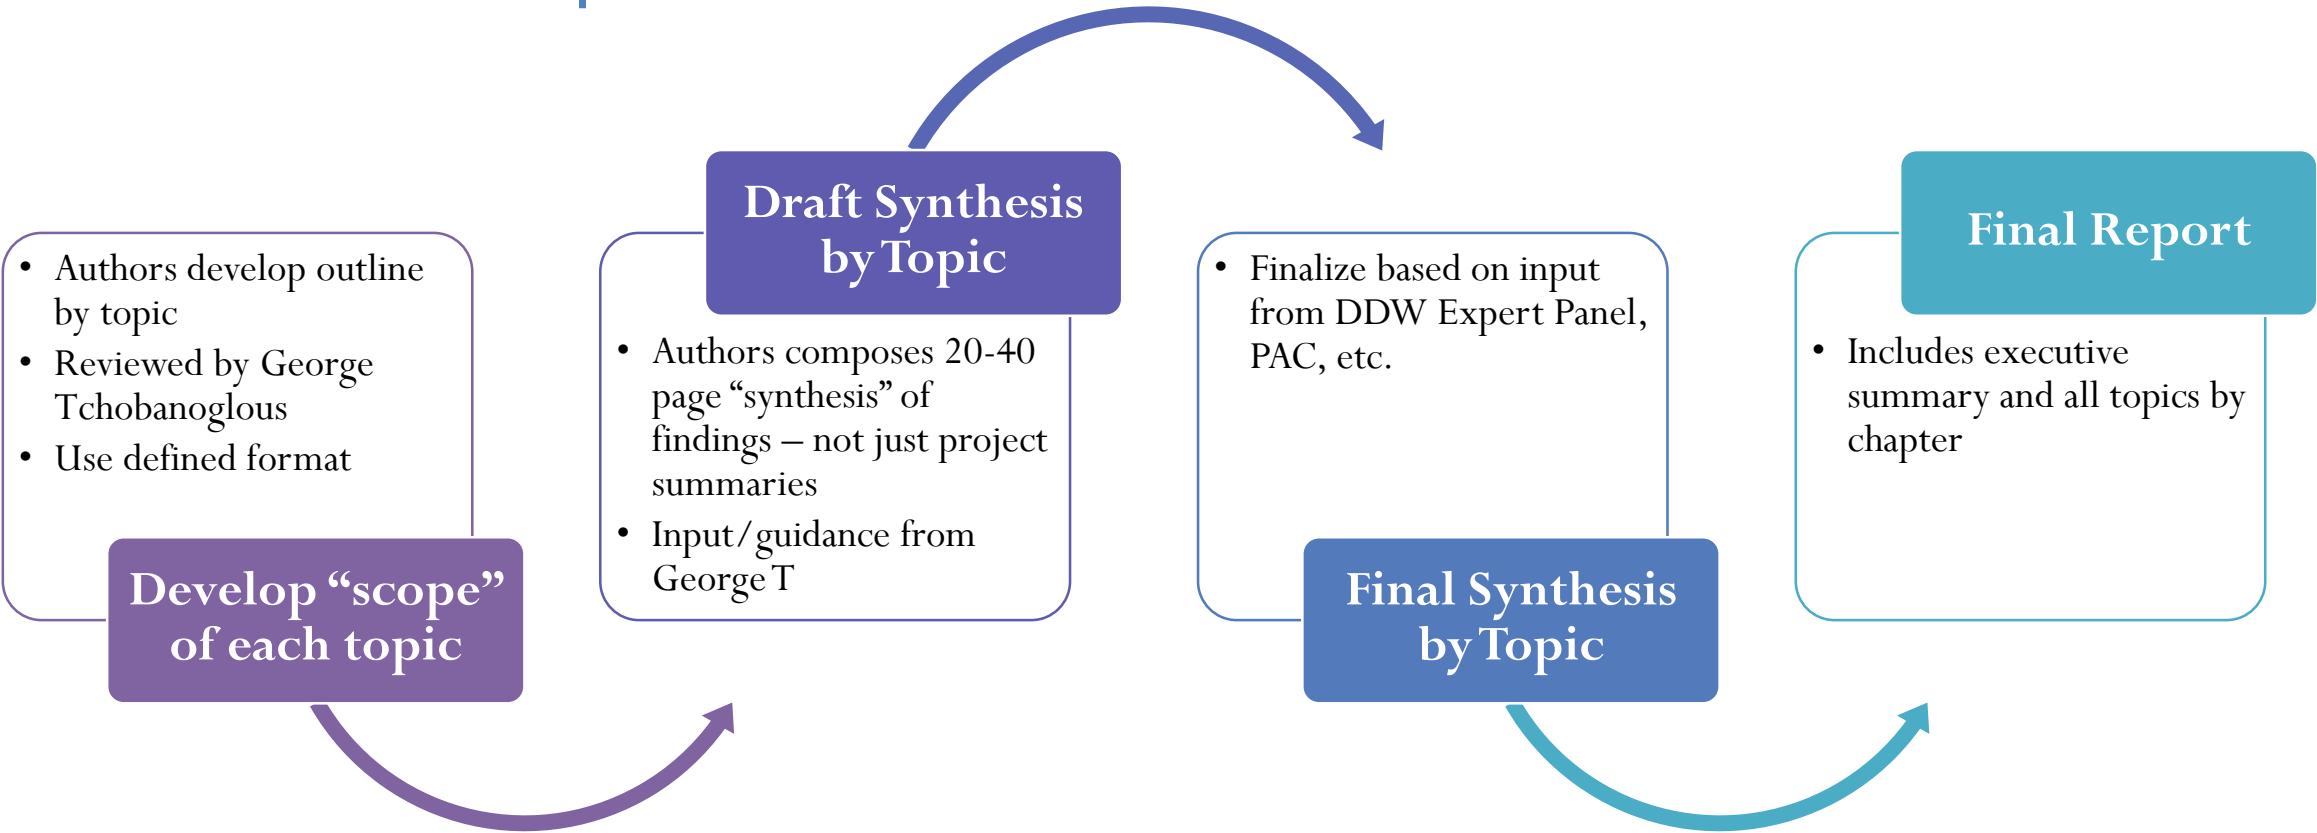 • Authors develop outline
by topic
• Reviewed by George
Tchobanoglous
• Use defined format
Develop “scope”
of each topic
Draft Synthesis
by Topic
• Authors composes 20-40
page “synthesis” of
findings – not just project
summaries
• Input/guidance from
George T
• Finalize based on input
from DDW Expert Panel,
PAC, etc.
Final Synthesis
by Topic
Final Report
• Includes executive
summary and all topics by
chapter